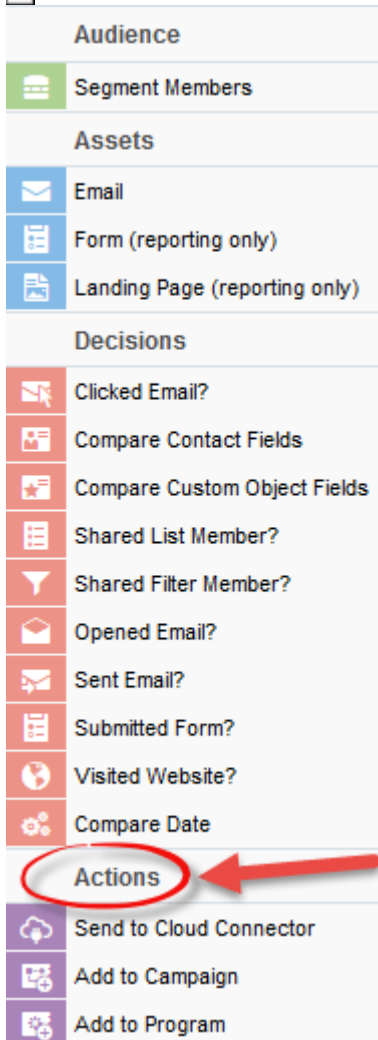 Audience
Segment Members
Assets
Email
Form (reporting only)
Landing Page (reporting only)
Decisions
Clicked Email?
Compare Contact Fields
Compare Custom Object Fields
Shared List Member?
Shared Filter Member?
Opened Email?
Sent Email?
Submitted Form?
Visited Website?
Compare Date
Actions
Send to Cloud Connector
Add to Campaign
Add to Program